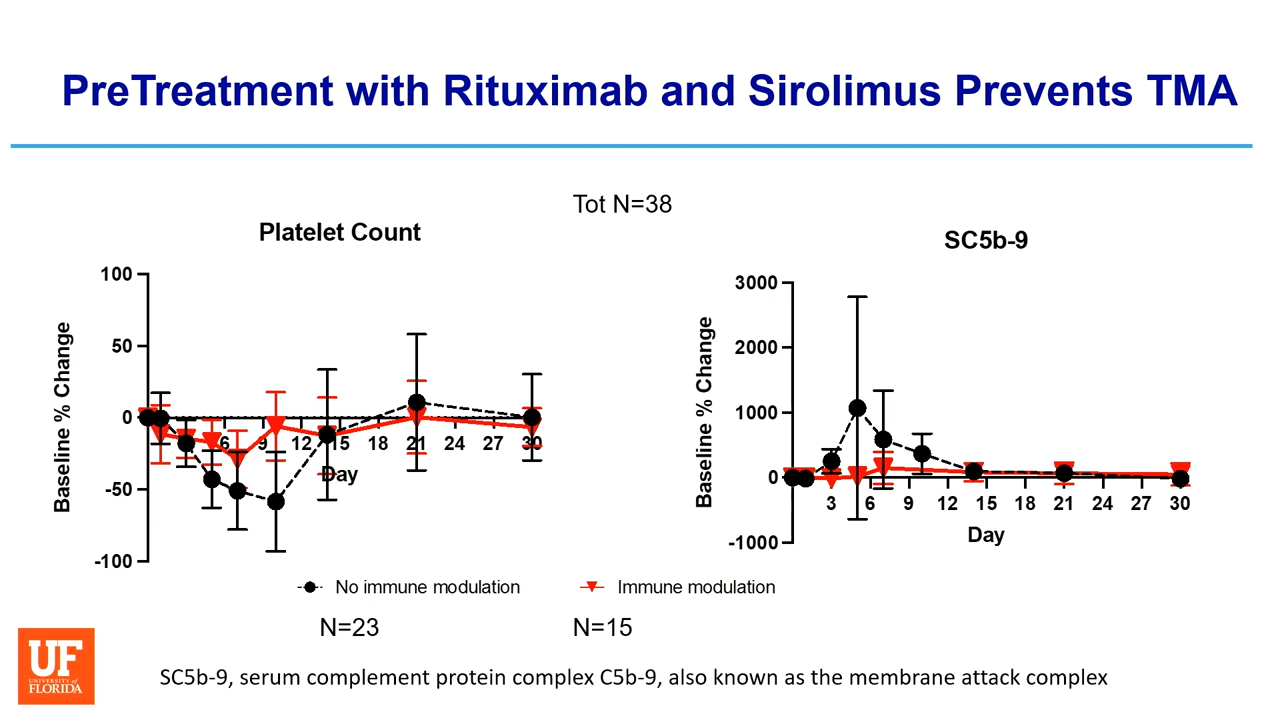 PreTreatment with Rituximab and Sirolimus Prevents TMA
Tot N=38
Platelet Count
100
50
0
-50
-100
Baseline % Change
6 9 12 15 18 21 24 27 30
Day
SC5b-9
3000
2000
1000
0
-1000
Baseline % Change
3 6 9 12 15 18 21 24 27 30
Day
No immune modulation
Immune modulation
N=23
N=15
UF
UNIVERSITY of
FLORIDA
SC5b-9, serum complement protein complex C5b-9, also known as the membrane attack complex